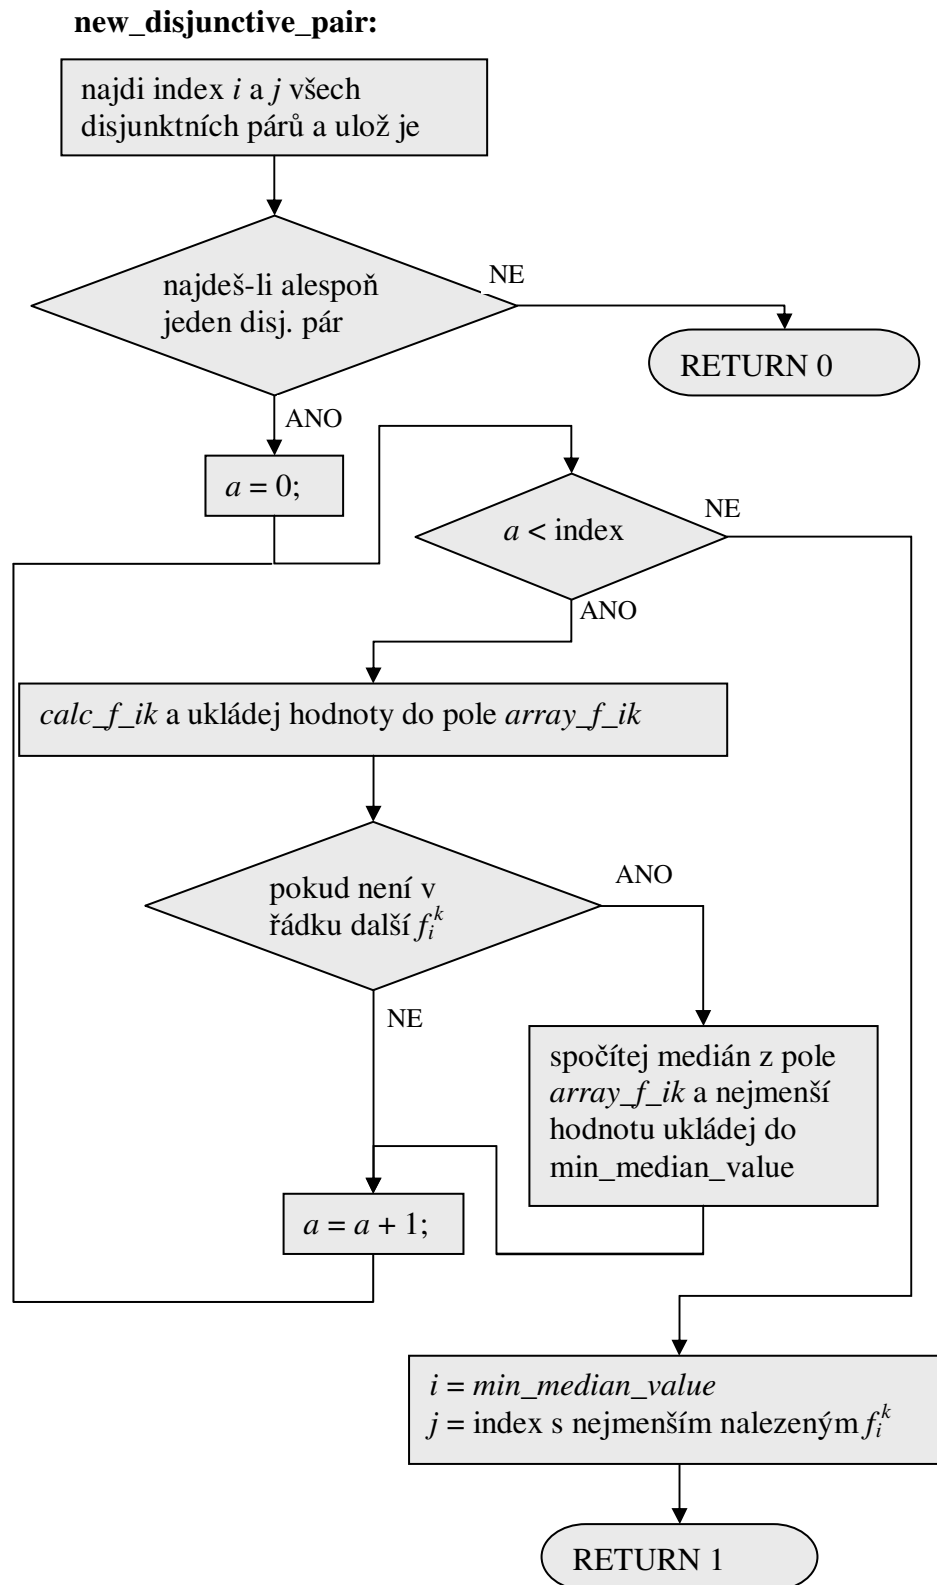 new_disjunctive_pair:
najdi index i a j všech
disjunktních párů a ulož je
najdeš-li alespoň
jeden disj. pár
NE
RETURN 0
ANO
a = 0;
a < index
NE
ANO
calc_f_ik a ukládej hodnoty do pole array_f_ik
pokud není v
řádku další f_i^k
ANO
NE
spočítej medián z pole
array_f_ik a nejmenší
hodnotu ukládej do
min_median_value
a = a + 1;
i = min_median_value
j = index s nejmenším nalezeným f_i^k
RETURN 1